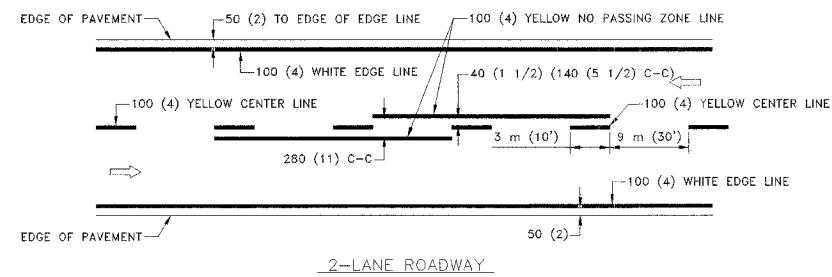 EDGE OF PAVEMENT
50 (2) TO EDGE OF EDGE LINE
100 (4) YELLOW NO PASSING ZONE LINE
100 (4) WHITE EDGE LINE
40 (1 1/2) (140 (5 1/2) C-C)
100 (4) YELLOW CENTER LINE
100 (4) YELLOW CENTER LINE
3 m (10')
9 m (30')
280 (11) C-C
100 (4) WHITE EDGE LINE
EDGE OF PAVEMENT
50 (2)
2-LANE ROADWAY